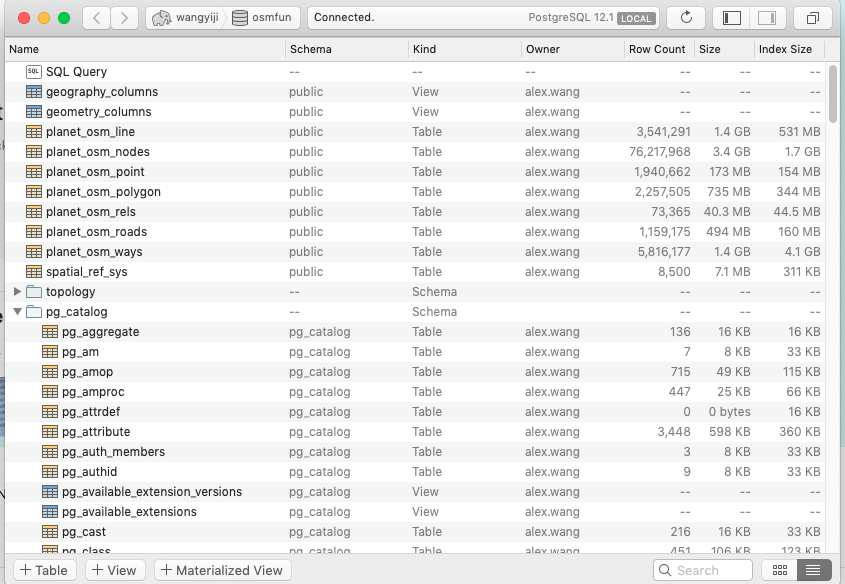 wangyiji osmfun Connected. PostgreSQL 12.1 LOCAL
Name Schema Kind Owner Row Count Size Index Size
SQL SQL Query -- -- -- -- -- --
geography_columns public View alex.wang -- -- --
geometry_columns public View alex.wang -- -- --
planet_osm_line public Table alex.wang 3,541,291 1.4 GB 531 MB
planet_osm_nodes public Table alex.wang 76,217,968 3.4 GB 1.7 GB
planet_osm_point public Table alex.wang 1,940,662 173 MB 154 MB
planet_osm_polygon public Table alex.wang 2,257,505 735 MB 344 MB
planet_osm_rels public Table alex.wang 73,365 40.3 MB 44.5 MB
planet_osm_roads public Table alex.wang 1,159,175 494 MB 160 MB
planet_osm_ways public Table alex.wang 5,816,177 1.4 GB 4.1 GB
spatial_ref_sys public Table alex.wang 8,500 7.1 MB 311 KB
topology -- Schema -- -- --
pg_catalog -- Schema -- -- --
pg_aggregate pg_catalog Table alex.wang 136 16 KB 16 KB
pg_am pg_catalog Table alex.wang 7 8 KB 33 KB
pg_amop pg_catalog Table alex.wang 715 49 KB 115 KB
pg_amproc pg_catalog Table alex.wang 447 25 KB 66 KB
pg_attrdef pg_catalog Table alex.wang 0 0 bytes 16 KB
pg_attribute pg_catalog Table alex.wang 3,448 598 KB 360 KB
pg_auth_members pg_catalog Table alex.wang 3 8 KB 33 KB
pg_authid pg_catalog Table alex.wang 9 8 KB 33 KB
pg_available_extension_versions pg_catalog View alex.wang -- -- --
pg_available_extensions pg_catalog View alex.wang -- -- --
pg_cast pg_catalog Table alex.wang 216 16 KB 33 KB
pg_class pg_catalog Table alex.wang 451 106 KB 123 KB
+ Table + View + Materialized View Search